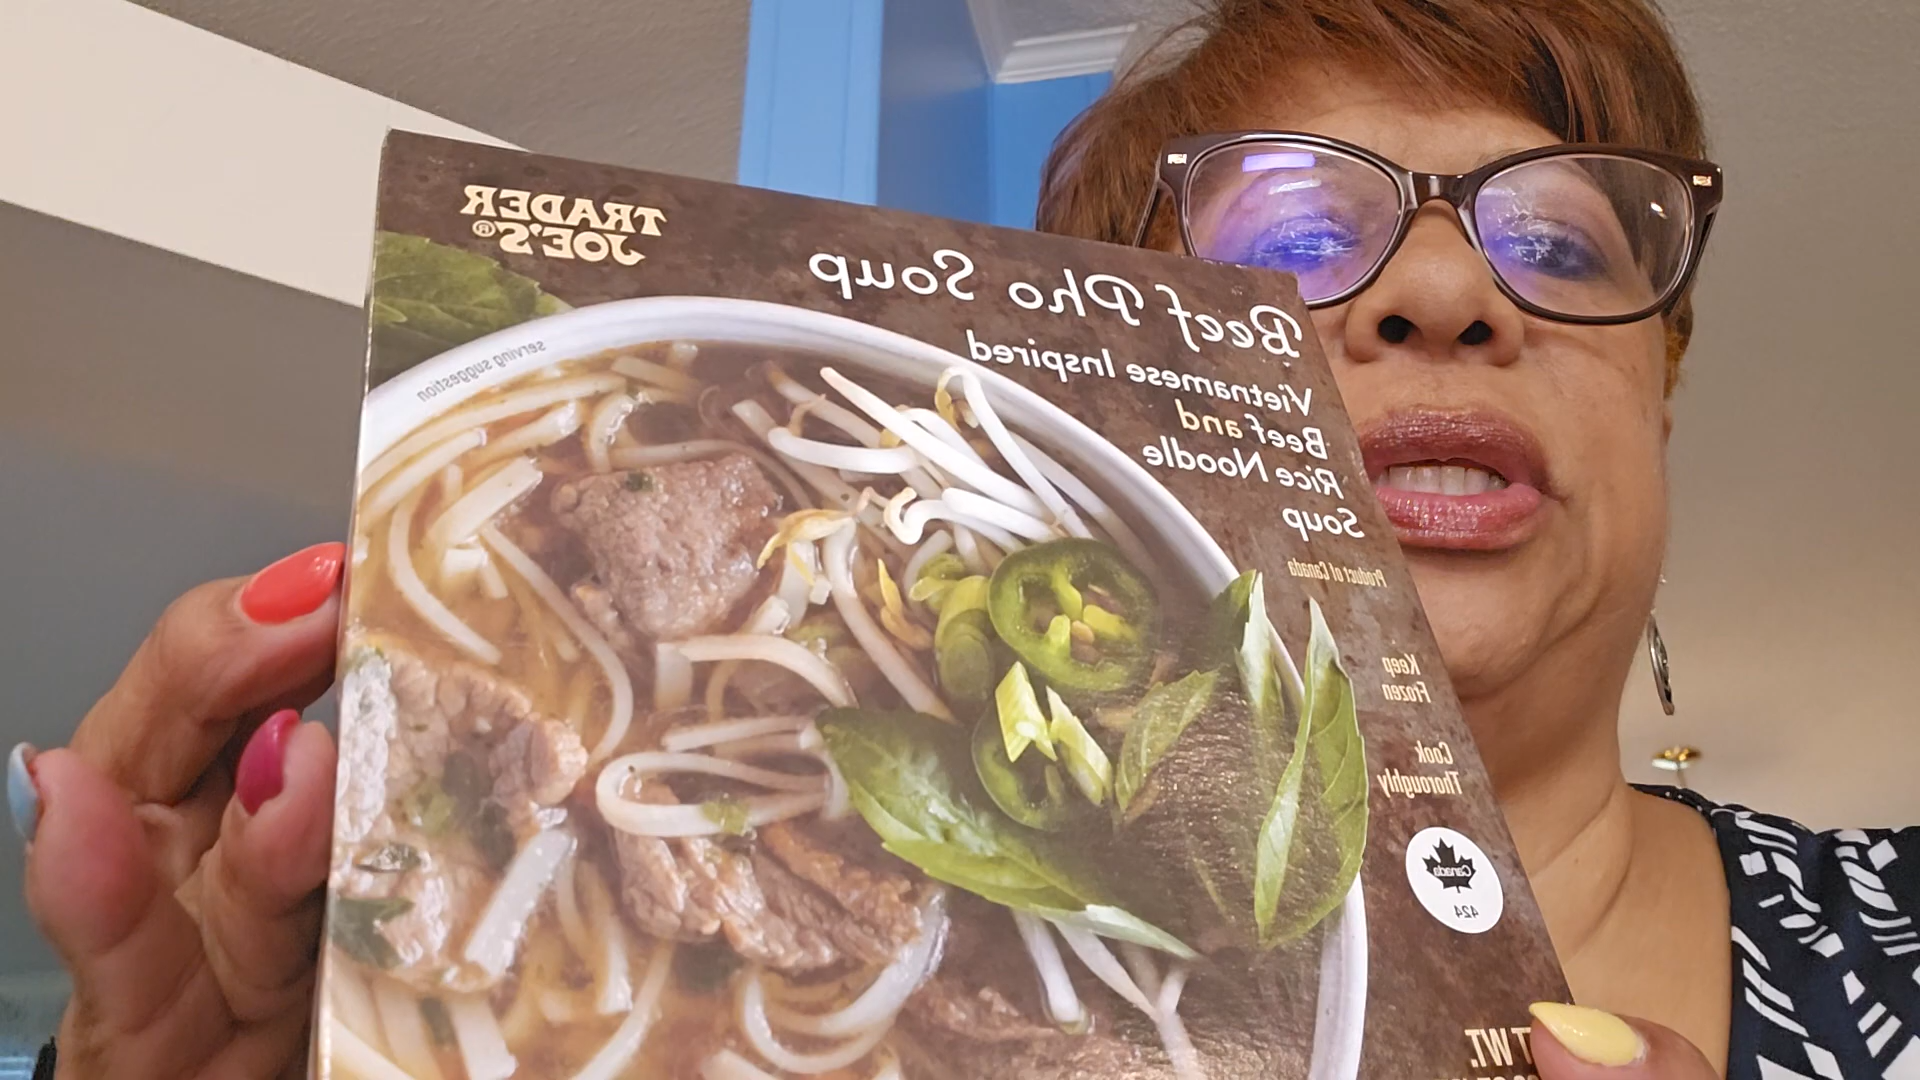 TRADER
JOE'S®
Beef Pho Soup
Vietnamese Inspired
Beef and
Rice Noodle
Soup
Product of Canada
serving suggestion
Keep
Frozen
Cook
Thoroughly
Canada
424
T WT.